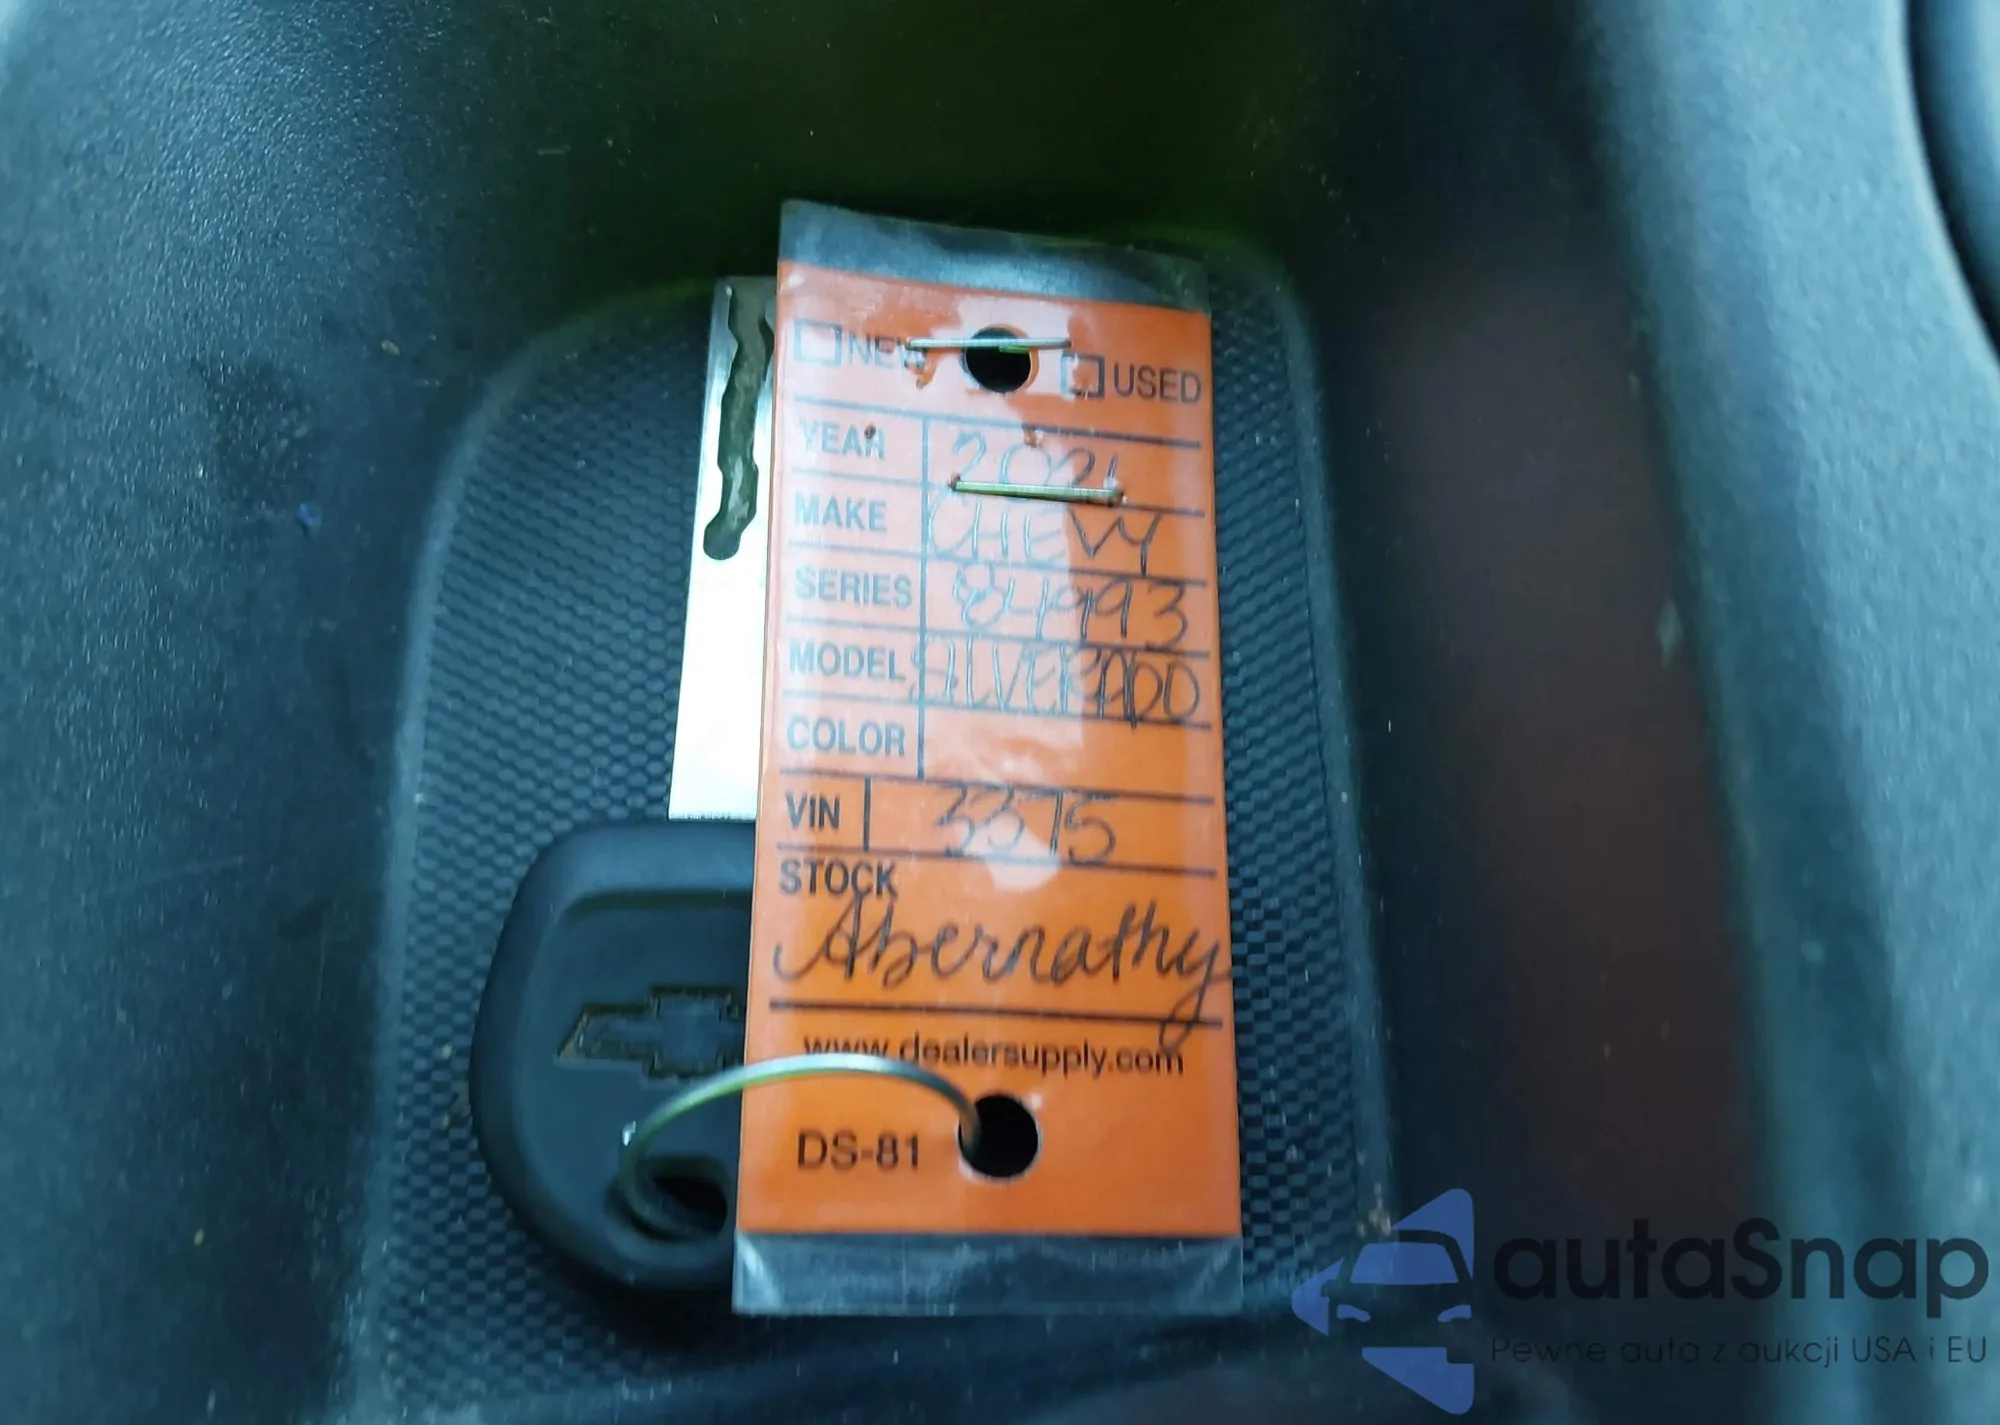 NEW USED
YEAR 2021
MAKE CHEVY
SERIES 84993
MODEL SILVERADO
COLOR
VIN 3375
STOCK
Abernathy
www.dealersupply.com
DS-81
autaSnap
Pewne auta z aukcji USA i EU